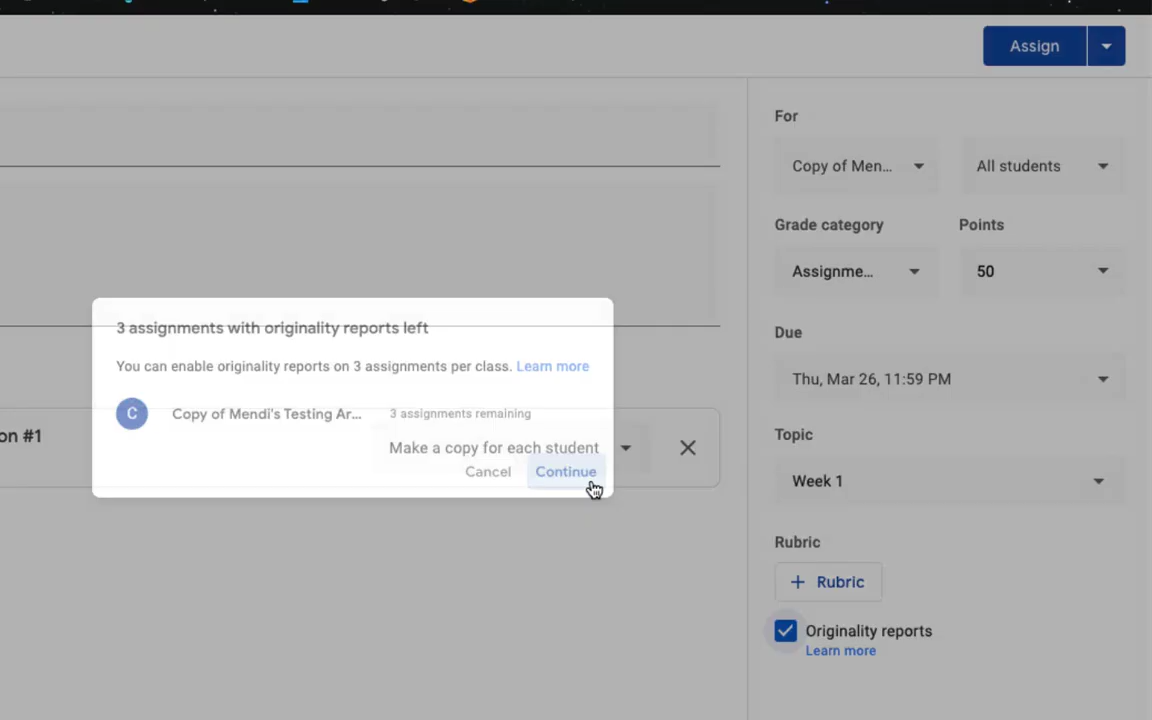 Assign
For
Copy of Men... All students
Grade category Points
Assignme... 50
Due
Thu, Mar 26, 11:59 PM
Topic
Week 1
Rubric
+ Rubric
Originality reports
Learn more
3 assignments with originality reports left
You can enable originality reports on 3 assignments per class. Learn more
C Copy of Mendi's Testing Ar... 3 assignments remaining
on #1
Make a copy for each student
Cancel Continue